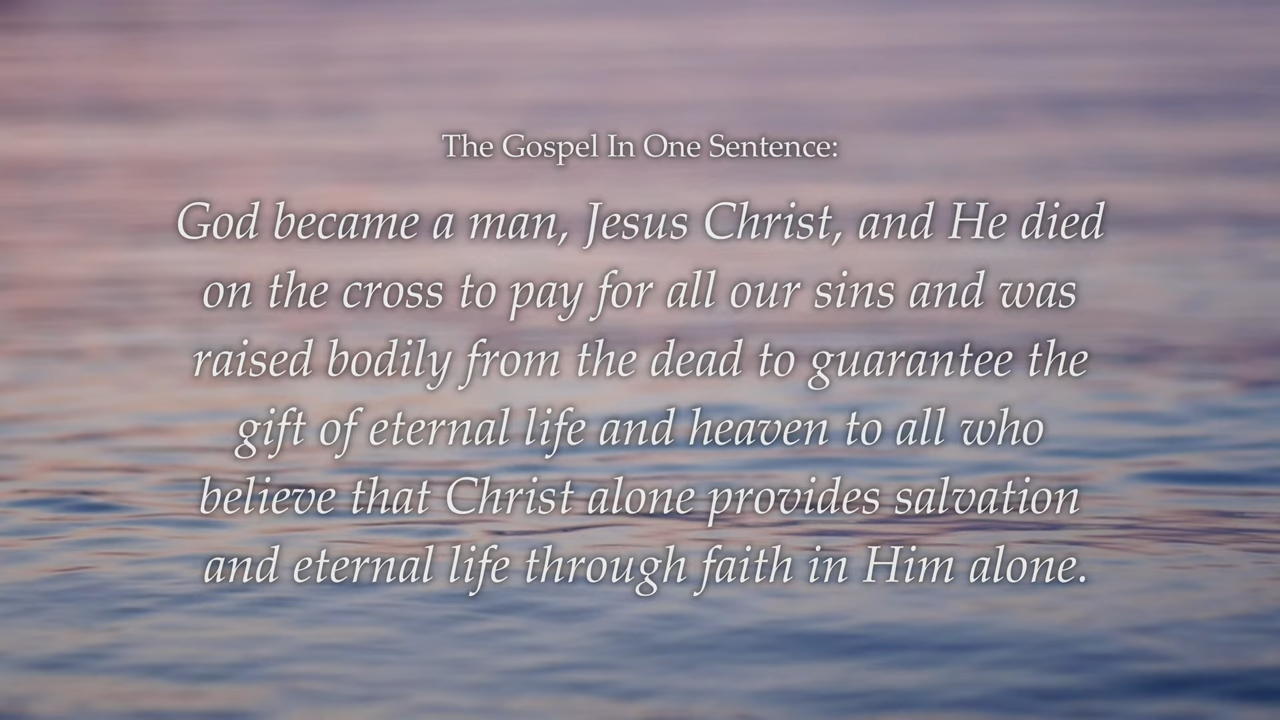 The Gospel In One Sentence:
God became a man, Jesus Christ, and He died
on the cross to pay for all our sins and was
raised bodily from the dead to guarantee the
gift of eternal life and heaven to all who
believe that Christ alone provides salvation
and eternal life through faith in Him alone.